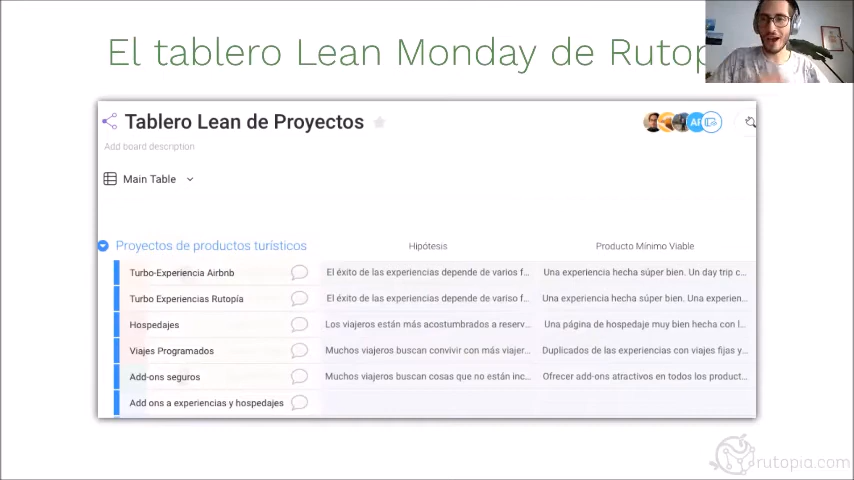 El tablero Lean Monday de Rutop
Tablero Lean de Proyectos
Add board description
Main Table
Proyectos de productos turísticos Hipótesis Producto Mínimo Viable
Turbo-Experiencia Airbnb El éxito de las experiencias depende de varios f... Una experiencia hecha súper bien. Un day trip c...
Turbo Experiencias Rutopía El éxito de las experiencias depende de variso f... Una experiencia hecha súper bien. Una experien...
Hospedajes Los viajeros están más acostumbrados a reserv... Una página de hospedaje muy bien hecha con l...
Viajes Programados Muchos viajeros buscan convivir con más viajer... Duplicados de las experiencias con viajes fijas y...
Add-ons seguros Muchos viajeros buscan cosas que no están inc... Ofrecer add-ons atractivos en todos los product...
Add ons a experiencias y hospedajes
rutopia.com